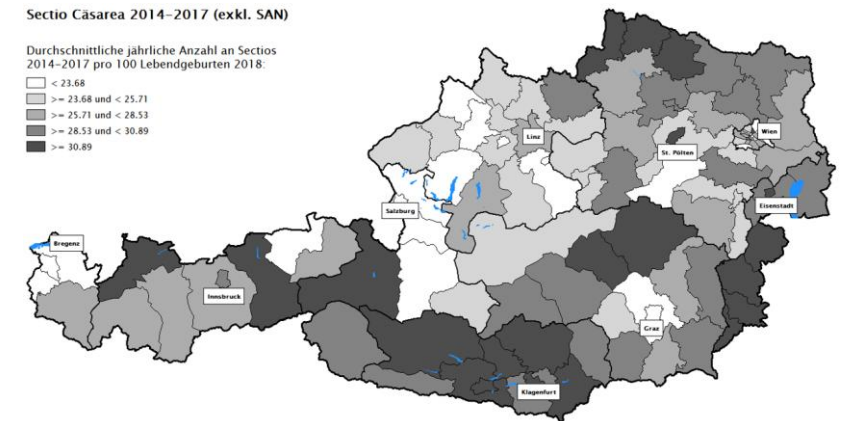 Sectio Cäsarea 2014-2017 (exkl. SAN)
Durchschnittliche jährliche Anzahl an Sectios
2014-2017 pro 100 Lebendgeburten 2018:
< 23.68
>= 23.68 und < 25.71
>= 25.71 und < 28.53
>= 28.53 und < 30.89
>= 30.89
Linz
Wien
St. Pölten
Eisenstadt
Salzburg
Bregenz
Innsbruck
Graz
Klagenfurt